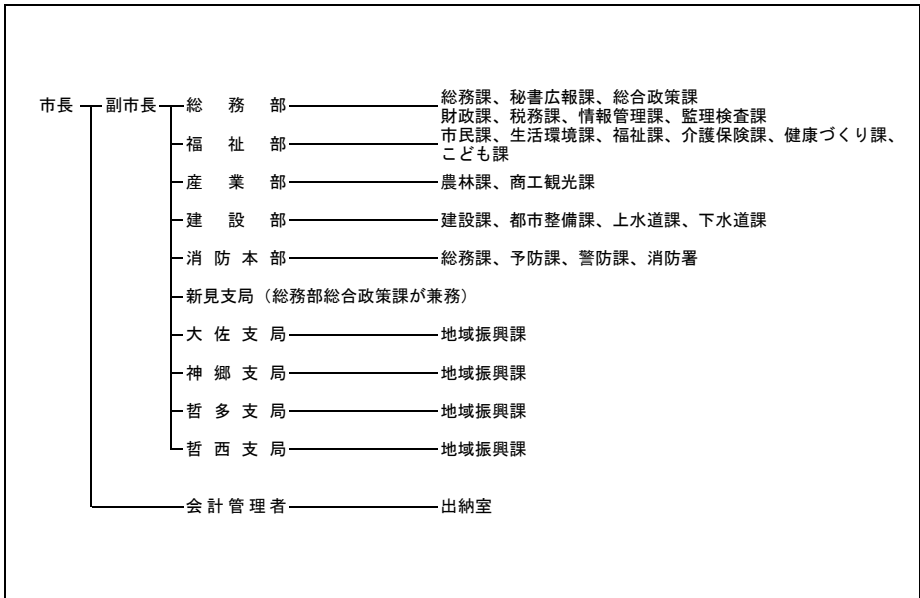 市長 副市長 総務部 総務課、秘書広報課、総合政策課
財政課、税務課、情報管理課、監理検査課
福祉部 市民課、生活環境課、福祉課、介護保険課、健康づくり課、
こども課
産業部 農林課、商工観光課
建設部 建設課、都市整備課、上水道課、下水道課
消防本部 総務課、予防課、警防課、消防署
新見支局（総務部総合政策課が兼務）
大佐支局 地域振興課
神郷支局 地域振興課
哲多支局 地域振興課
哲西支局 地域振興課
会計管理者 出納室